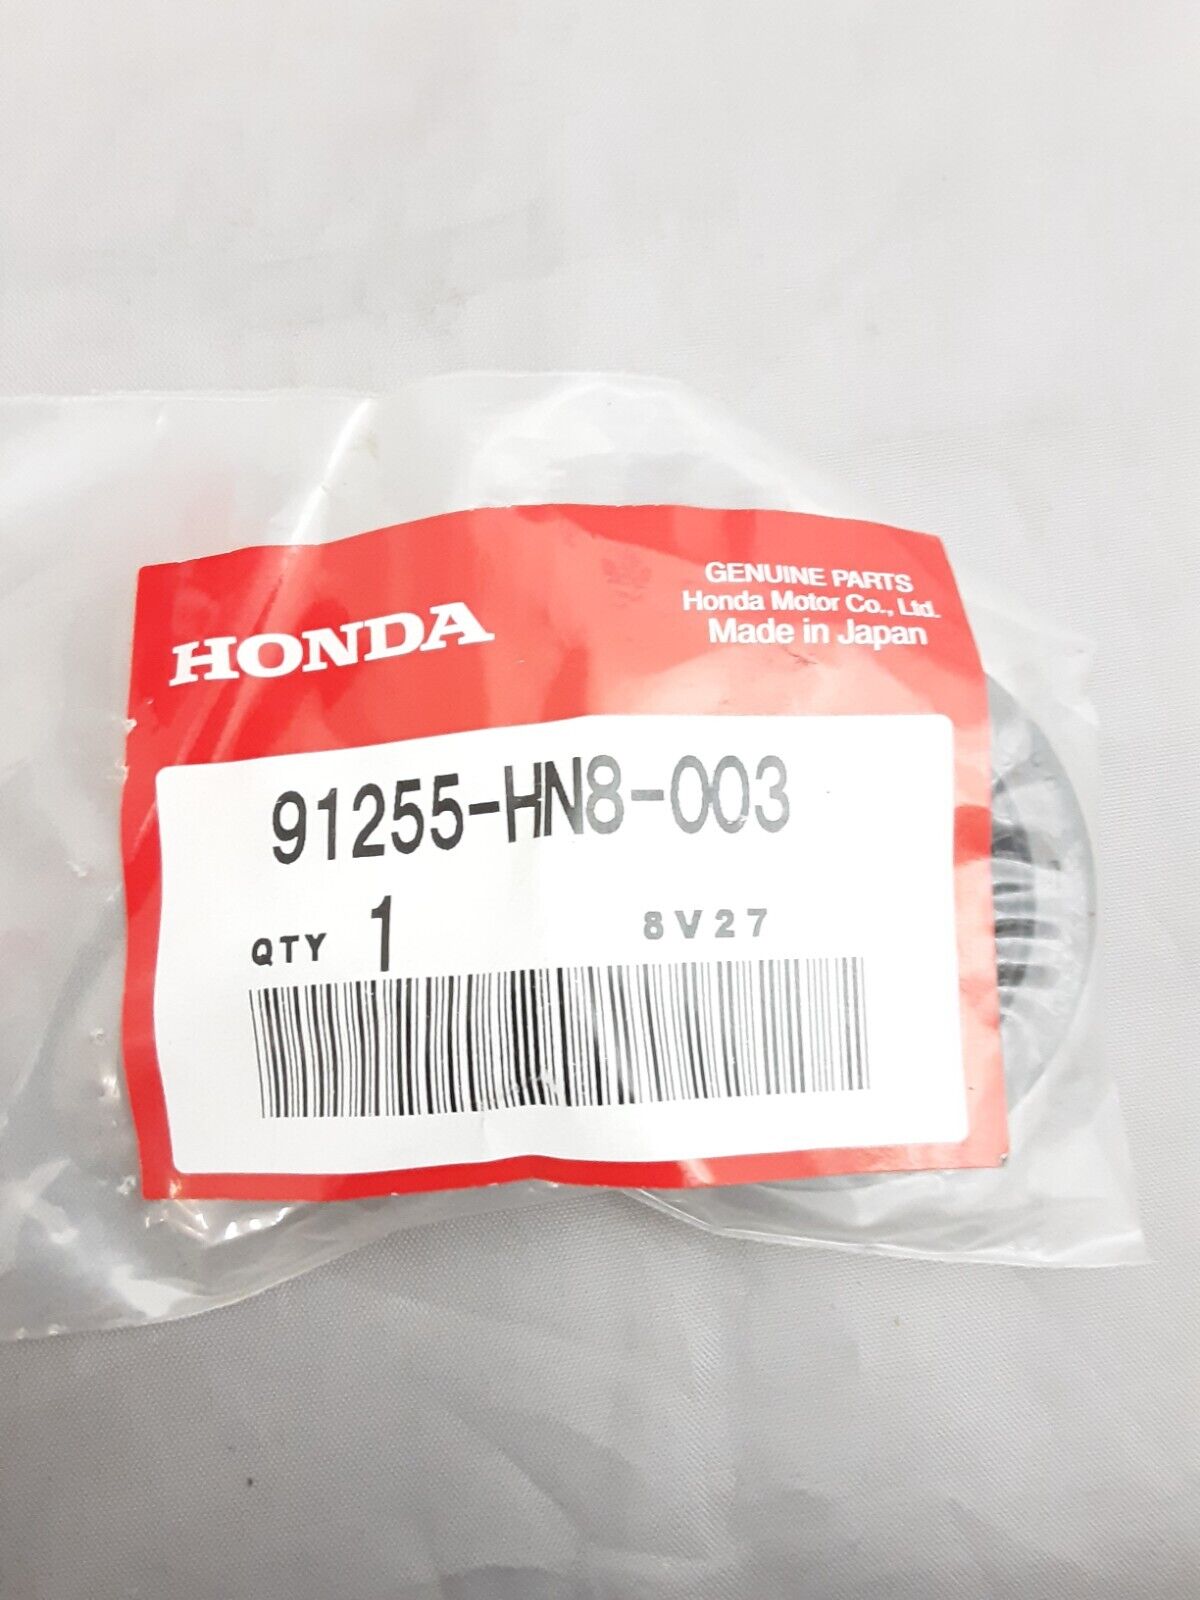 HONDA
GENUINE PARTS
Honda Motor Co., Ltd.
Made in Japan
91255-HN8-003
QTY 1 8V27